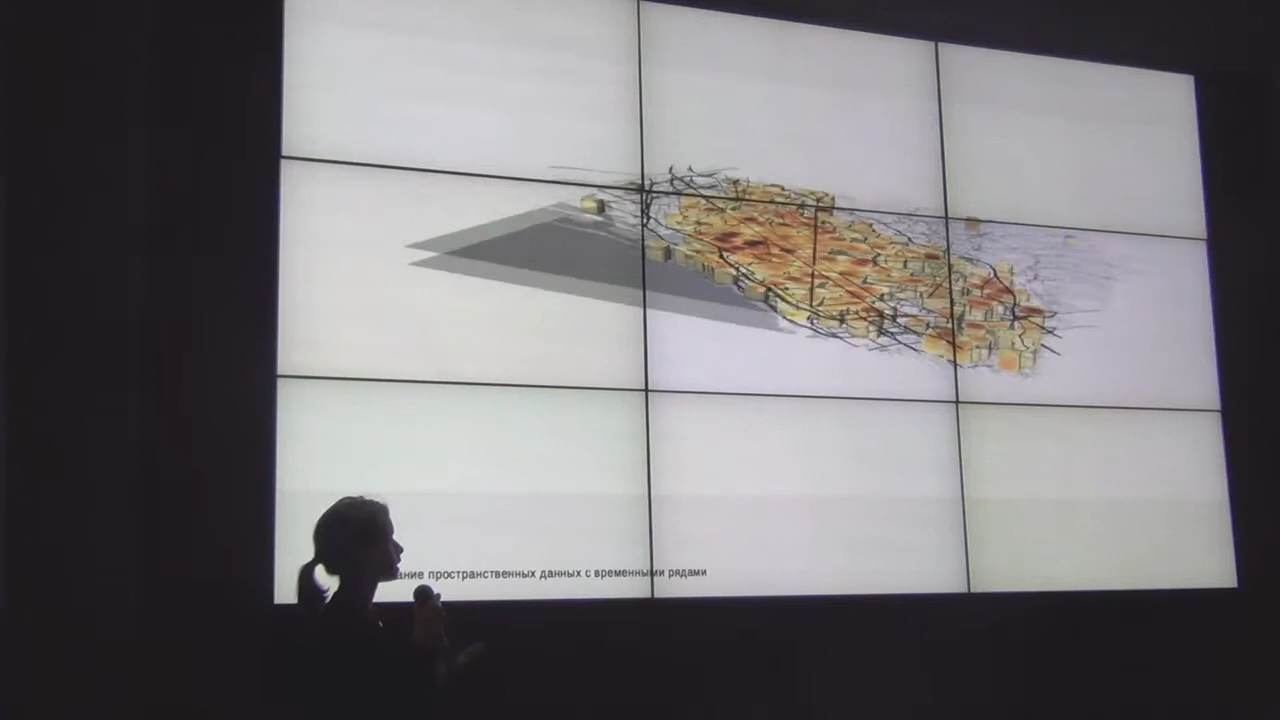 ание пространственных данных с временными рядами